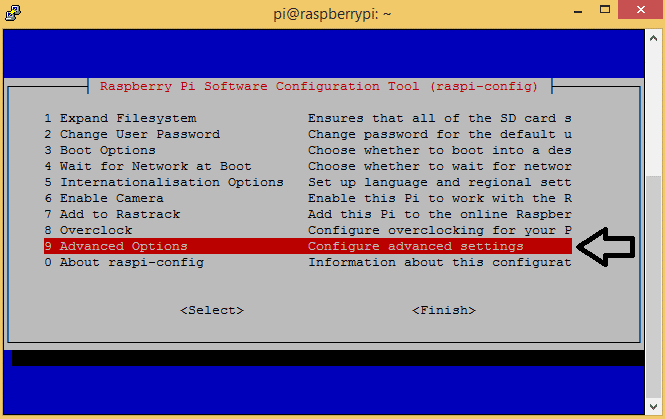 pi@raspberrypi: ~
Raspberry Pi Software Configuration Tool (raspi-config)
1 Expand Filesystem Ensures that all of the SD card s
2 Change User Password Change password for the default u
3 Boot Options Choose whether to boot into a des
4 Wait for Network at Boot Choose whether to wait for networ
5 Internationalisation Options Set up language and regional sett
6 Enable Camera Enable this Pi to work with the R
7 Add to Rastrack Add this Pi to the online Raspber
8 Overclock Configure overclocking for your P
9 Advanced Options Configure advanced settings
0 About raspi-config Information about this configurat
<Select> <Finish>